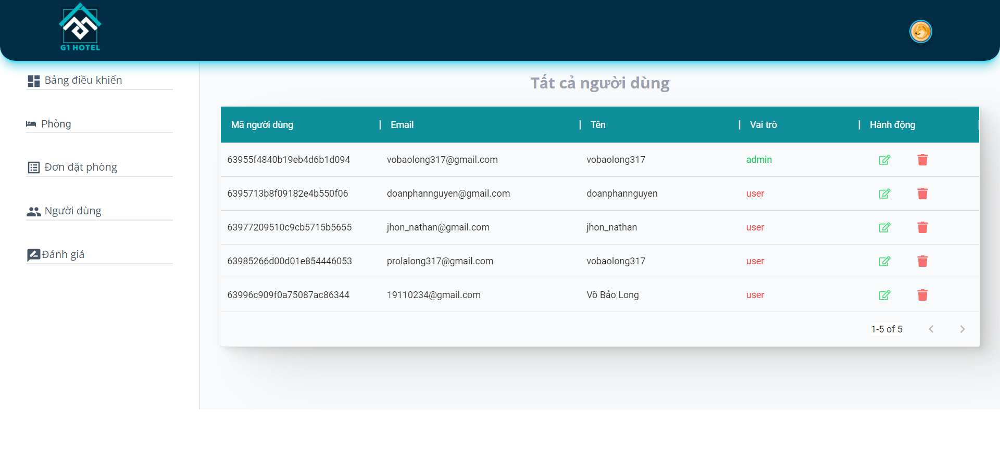 G1 HOTEL
Bảng điều khiển
Phòng
Đơn đặt phòng
Người dùng
Đánh giá
Tất cả người dùng
Mã người dùng Email Tên Vai trò Hành động
63955f4840b19eb4d6b1d094 vobaolong317@gmail.com vobaolong317 admin
6395713b8f09182e4b550f06 doanphannguyen@gmail.com doanphannguyen user
63977209510c9cb5715b5655 jhon_nathan@gmail.com jhon_nathan user
63985266d00d01e854446053 prolalong317@gmail.com vobaolong317 user
63996c909f0a75087ac86344 19110234@gmail.com Võ Bảo Long user
1-5 of 5